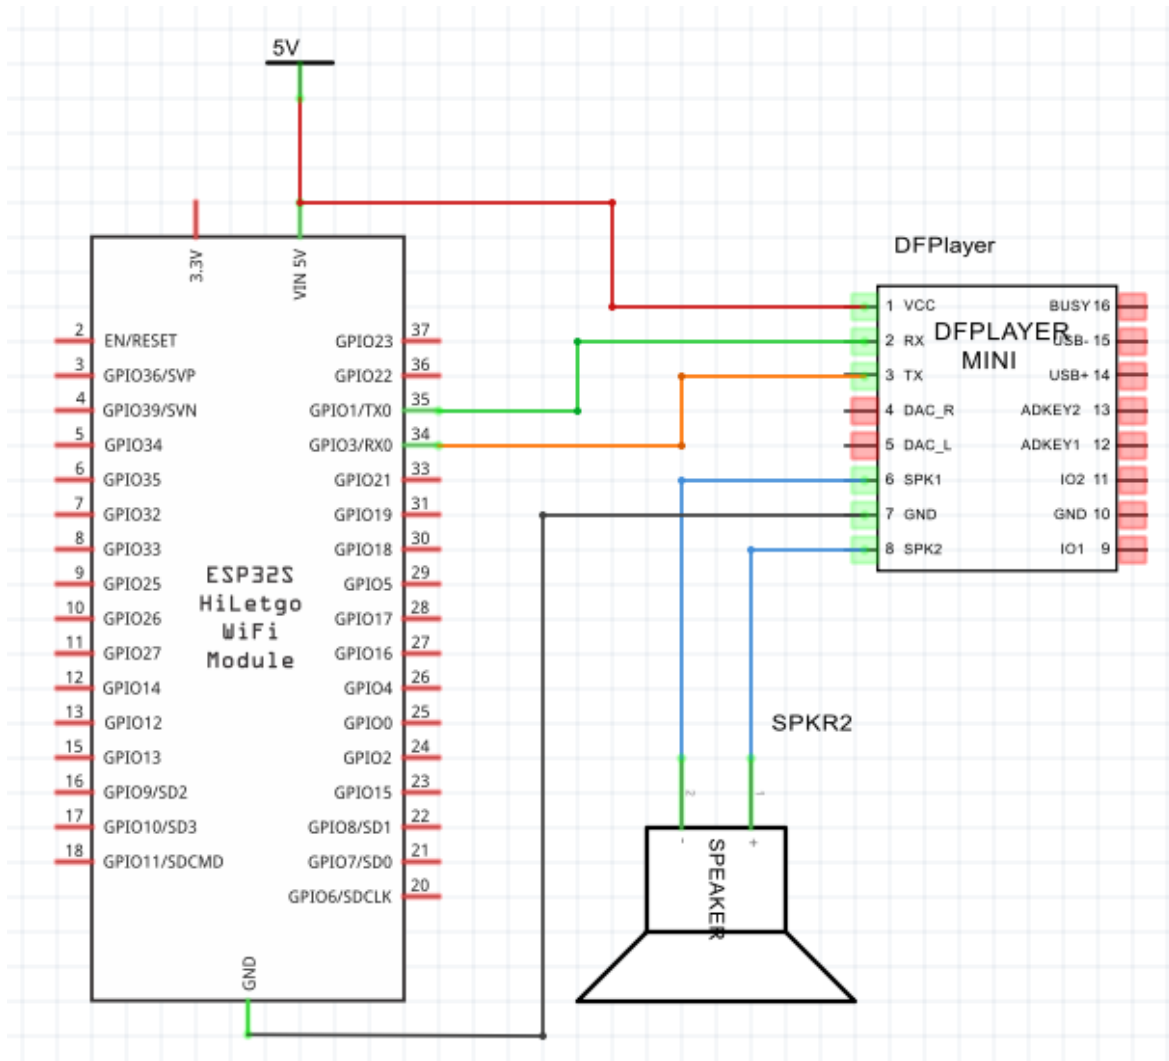 5V
3.3V
VIN 5V
2 EN/RESET
3 GPIO36/SVP
4 GPIO39/SVN
5 GPIO34
6 GPIO35
7 GPIO32
8 GPIO33
9 GPIO25
10 GPIO26
11 GPIO27
12 GPIO14
13 GPIO12
15 GPIO13
16 GPIO9/SD2
17 GPIO10/SD3
18 GPIO11/SDCMD
ESP32S
HiLetgo
WiFi
Module
GPIO23 37
GPIO22 36
GPIO1/TX0 35
GPIO3/RX0 34
GPIO21 33
GPIO19 31
GPIO18 30
GPIO5 29
GPIO17 28
GPIO16 27
GPIO4 26
GPIO0 25
GPIO2 24
GPIO15 23
GPIO8/SD1 22
GPIO7/SD0 21
GPIO6/SDCLK 20
GND
DFPlayer
DFPLAYER
MINI
1 VCC
2 RX
3 TX
4 DAC_R
5 DAC_L
6 SPK1
7 GND
8 SPK2
BUSY 16
USB- 15
USB+ 14
ADKEY2 13
ADKEY1 12
IO2 11
GND 10
IO1 9
SPKR2
2 1
- +
SPEAKER